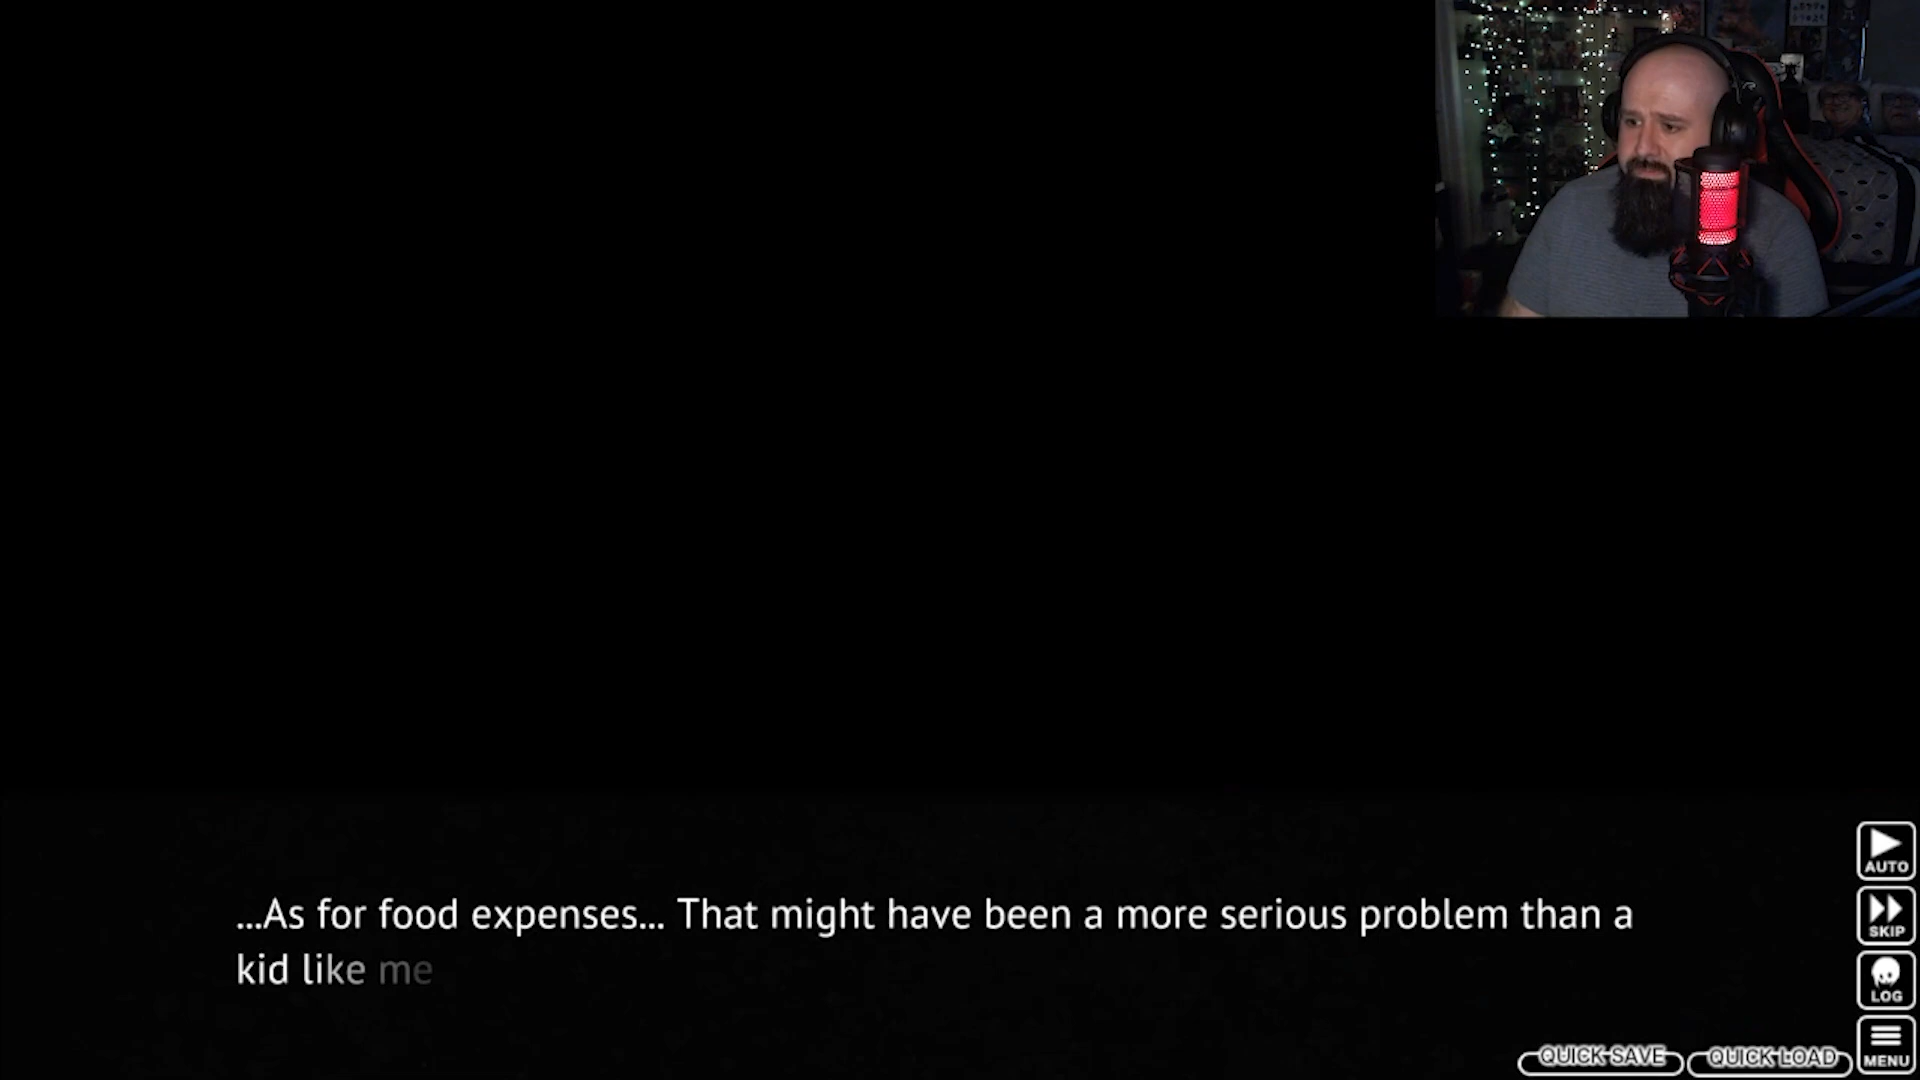 ...As for food expenses... That might have been a more serious problem than a
kid like me
AUTO
SKIP
LOG
MENU
QUICK SAVE
QUICK LOAD